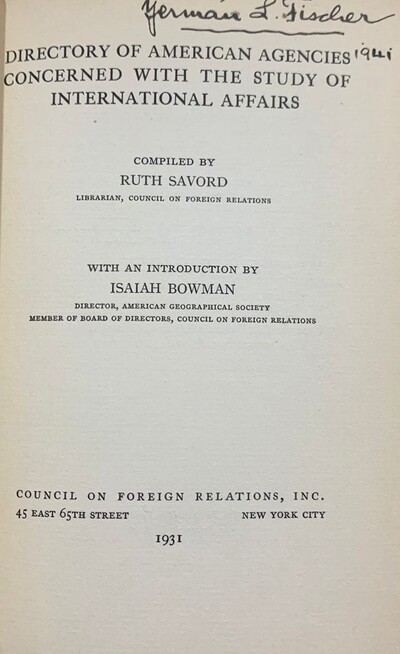 Herman L. Fischer
1941
DIRECTORY OF AMERICAN AGENCIES
CONCERNED WITH THE STUDY OF
INTERNATIONAL AFFAIRS
COMPILED BY
RUTH SAVORD
LIBRARIAN, COUNCIL ON FOREIGN RELATIONS
WITH AN INTRODUCTION BY
ISAIAH BOWMAN
DIRECTOR, AMERICAN GEOGRAPHICAL SOCIETY
MEMBER OF BOARD OF DIRECTORS, COUNCIL ON FOREIGN RELATIONS
COUNCIL ON FOREIGN RELATIONS, INC.
45 EAST 65TH STREET NEW YORK CITY
1931